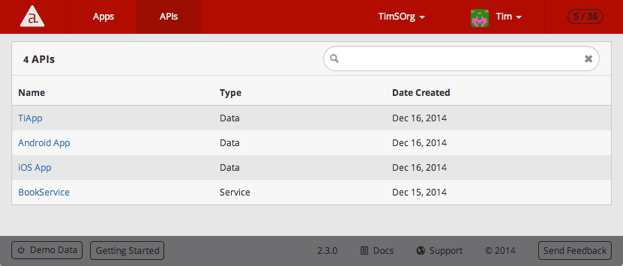 a Apps APIs TimSOrg Tim 5 / 36
4 APIs
Name Type Date Created
TiApp Data Dec 16, 2014
Android App Data Dec 16, 2014
iOS App Data Dec 16, 2014
BookService Service Dec 15, 2014
Demo Data Getting Started 2.3.0 Docs Support © 2014 Send Feedback